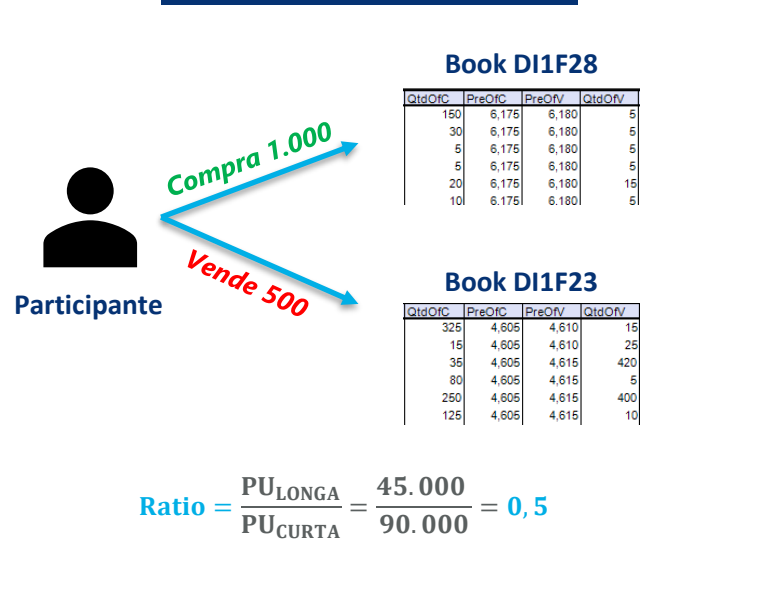 Book DI1F28
QtdOfC PreOfC PreOfV QtdOfV
150 6,175 6,180 5
30 6,175 6,180 5
5 6,175 6,180 5
5 6,175 6,180 5
20 6,175 6,180 15
10 6,175 6,180 5
Compra 1.000
Vende 500
Participante
Book DI1F23
QtdOfC PreOfC PreOfV QtdOfV
325 4,605 4,610 15
15 4,605 4,610 25
35 4,605 4,615 420
80 4,605 4,615 5
250 4,605 4,615 400
125 4,605 4,615 10
Ratio = PU_LONGA / PU_CURTA = 45.000 / 90.000 = 0,5